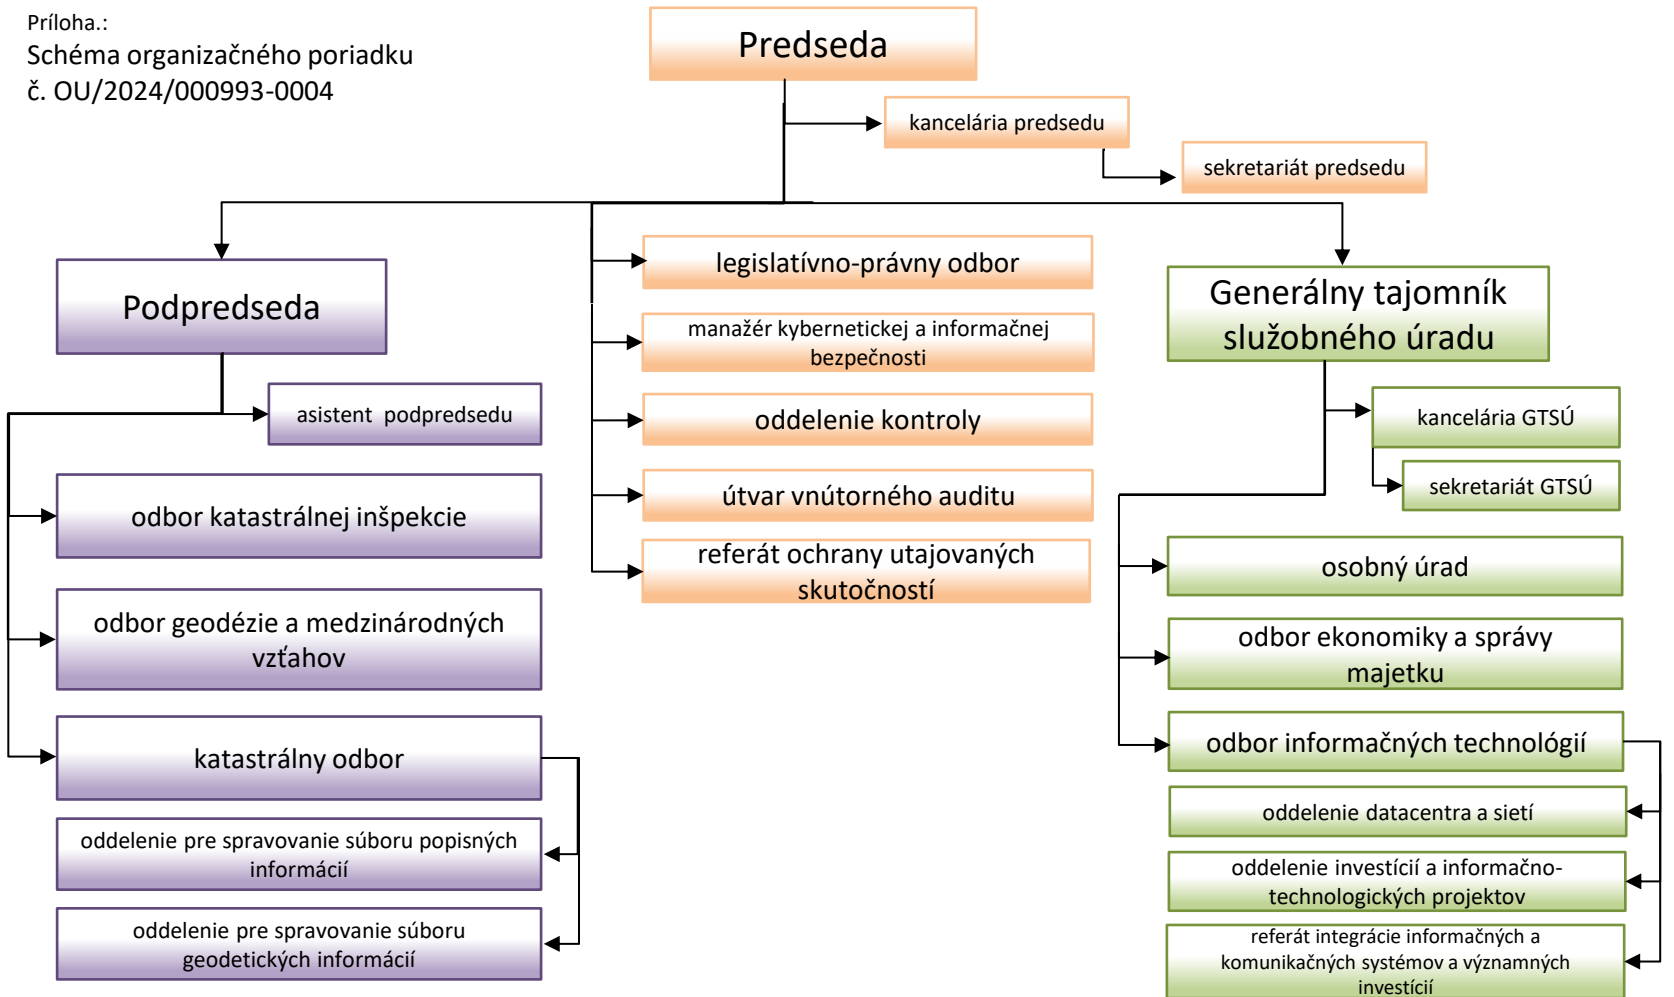 Príloha.:
Schéma organizačného poriadku
č. OU/2024/000993-0004
Predseda
kancelária predsedu
sekretariát predsedu
Podpredseda
asistent  podpredsedu
odbor katastrálnej inšpekcie
odbor geodézie a medzinárodných
vzťahov
katastrálny odbor
oddelenie pre spravovanie súboru popisných
informácií
oddelenie pre spravovanie súboru
geodetických informácií
legislatívno-právny odbor
manažér kybernetickej a informačnej
bezpečnosti
oddelenie kontroly
útvar vnútorného auditu
referát ochrany utajovaných
skutočností
Generálny tajomník
služobného úradu
kancelária GTSÚ
sekretariát GTSÚ
osobný úrad
odbor ekonomiky a správy
majetku
odbor informačných technológií
oddelenie datacentra a sietí
oddelenie investícií a informačno-
technologických projektov
referát integrácie informačných a
komunikačných systémov a významných
investícií